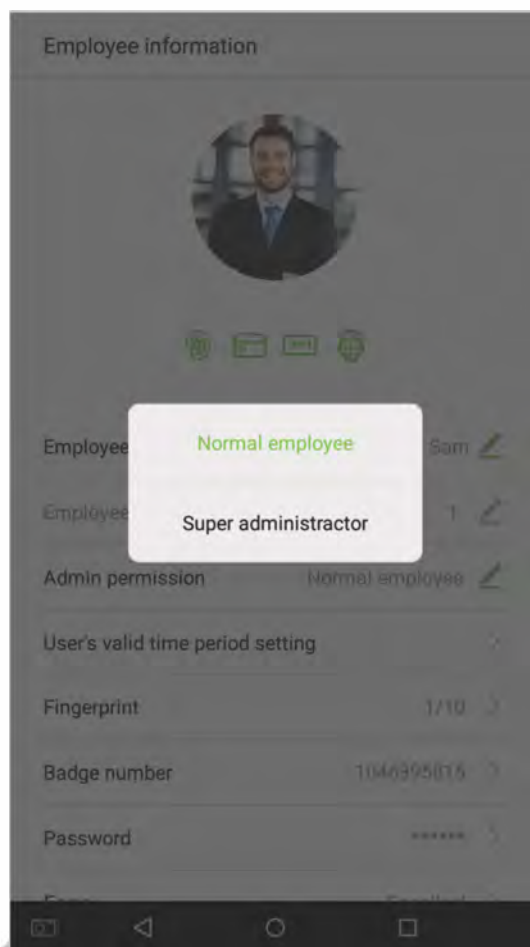 Employee information
Normal employee
Employee Sam
Employee 1
Super administractor
Admin permission Normal employee
User's valid time period setting
Fingerprint 1/10
Badge number 1046995815
Password ******